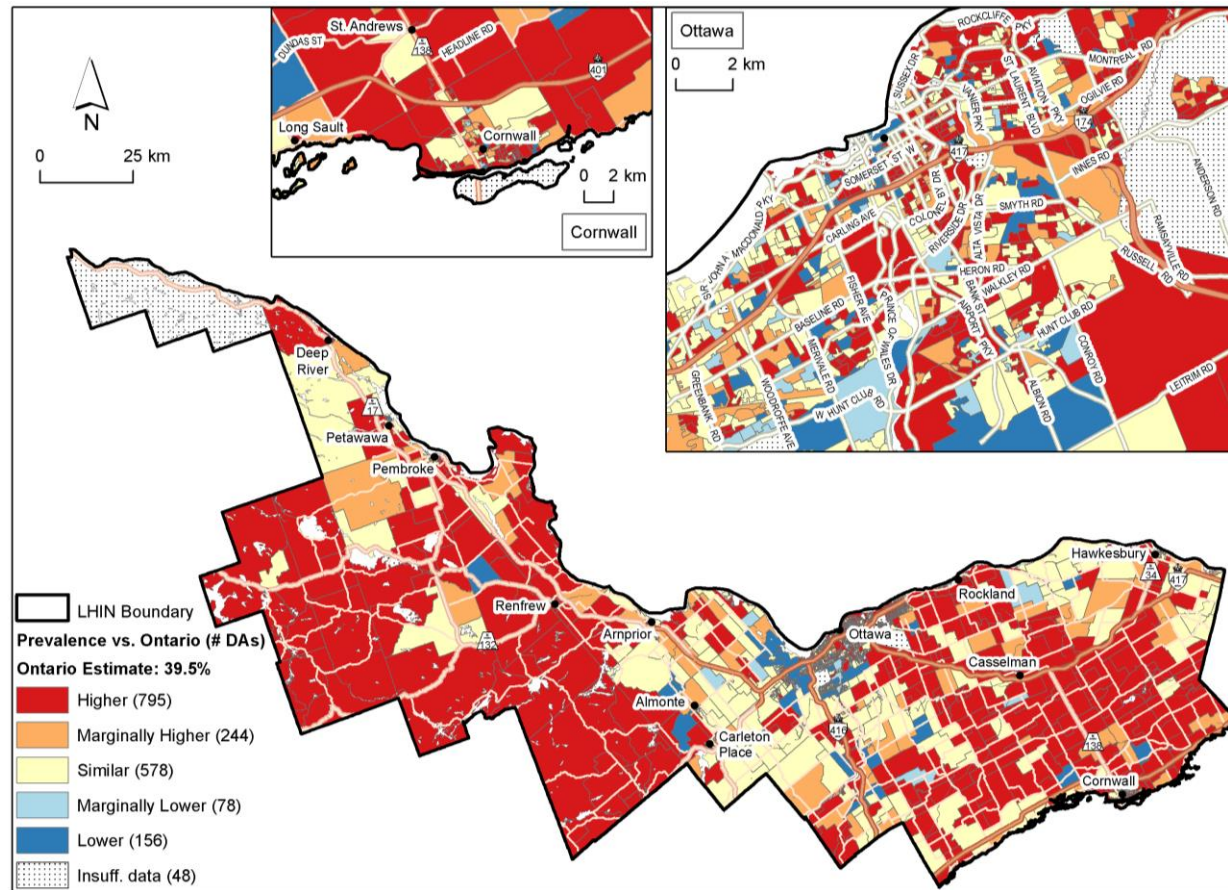 St. Andrews
DUNDAS ST
138
HEADLINE RD
401
Long Sault
Cornwall
0 2 km
Cornwall
N
0 25 km
Ottawa
0 2 km
ROCKCLIFFE PKY
SUSSEX DR
ST LAURENT BLVD
AVIATION PKY
MONTREAL RD
VANIER PKY
OGILVIE RD
174
417
INNES RD
ANDERSON RD
SOMERSET ST W
COLONEL BY DR
SIR JOHN A MACDONALD PKY
CARLING AVE
RIVERSIDE DR
ALTA VISTA DR
SMYTH RD
RAMSAYVILLE RD
RUSSELL RD
HERON RD
WALKLEY RD
FISHER AVE
BASELINE RD
PRINCE OF WALES DR
BANK ST
AIRPORT PKY
HUNT CLUB RD
MERIVALE RD
CONROY RD
GREENBANK RD
WOODROFFE AVE
W HUNT CLUB RD
ALBION RD
LEITRIM RD
Deep
River
17
Petawawa
Pembroke
Renfrew
132
Arnprior
Almonte
Carleton
Place
Ottawa
416
Rockland
Hawkesbury
34
417
Casselman
138
Cornwall
LHIN Boundary
Prevalence vs. Ontario (# DAs)
Ontario Estimate: 39.5%
Higher (795)
Marginally Higher (244)
Similar (578)
Marginally Lower (78)
Lower (156)
Insuff. data (48)